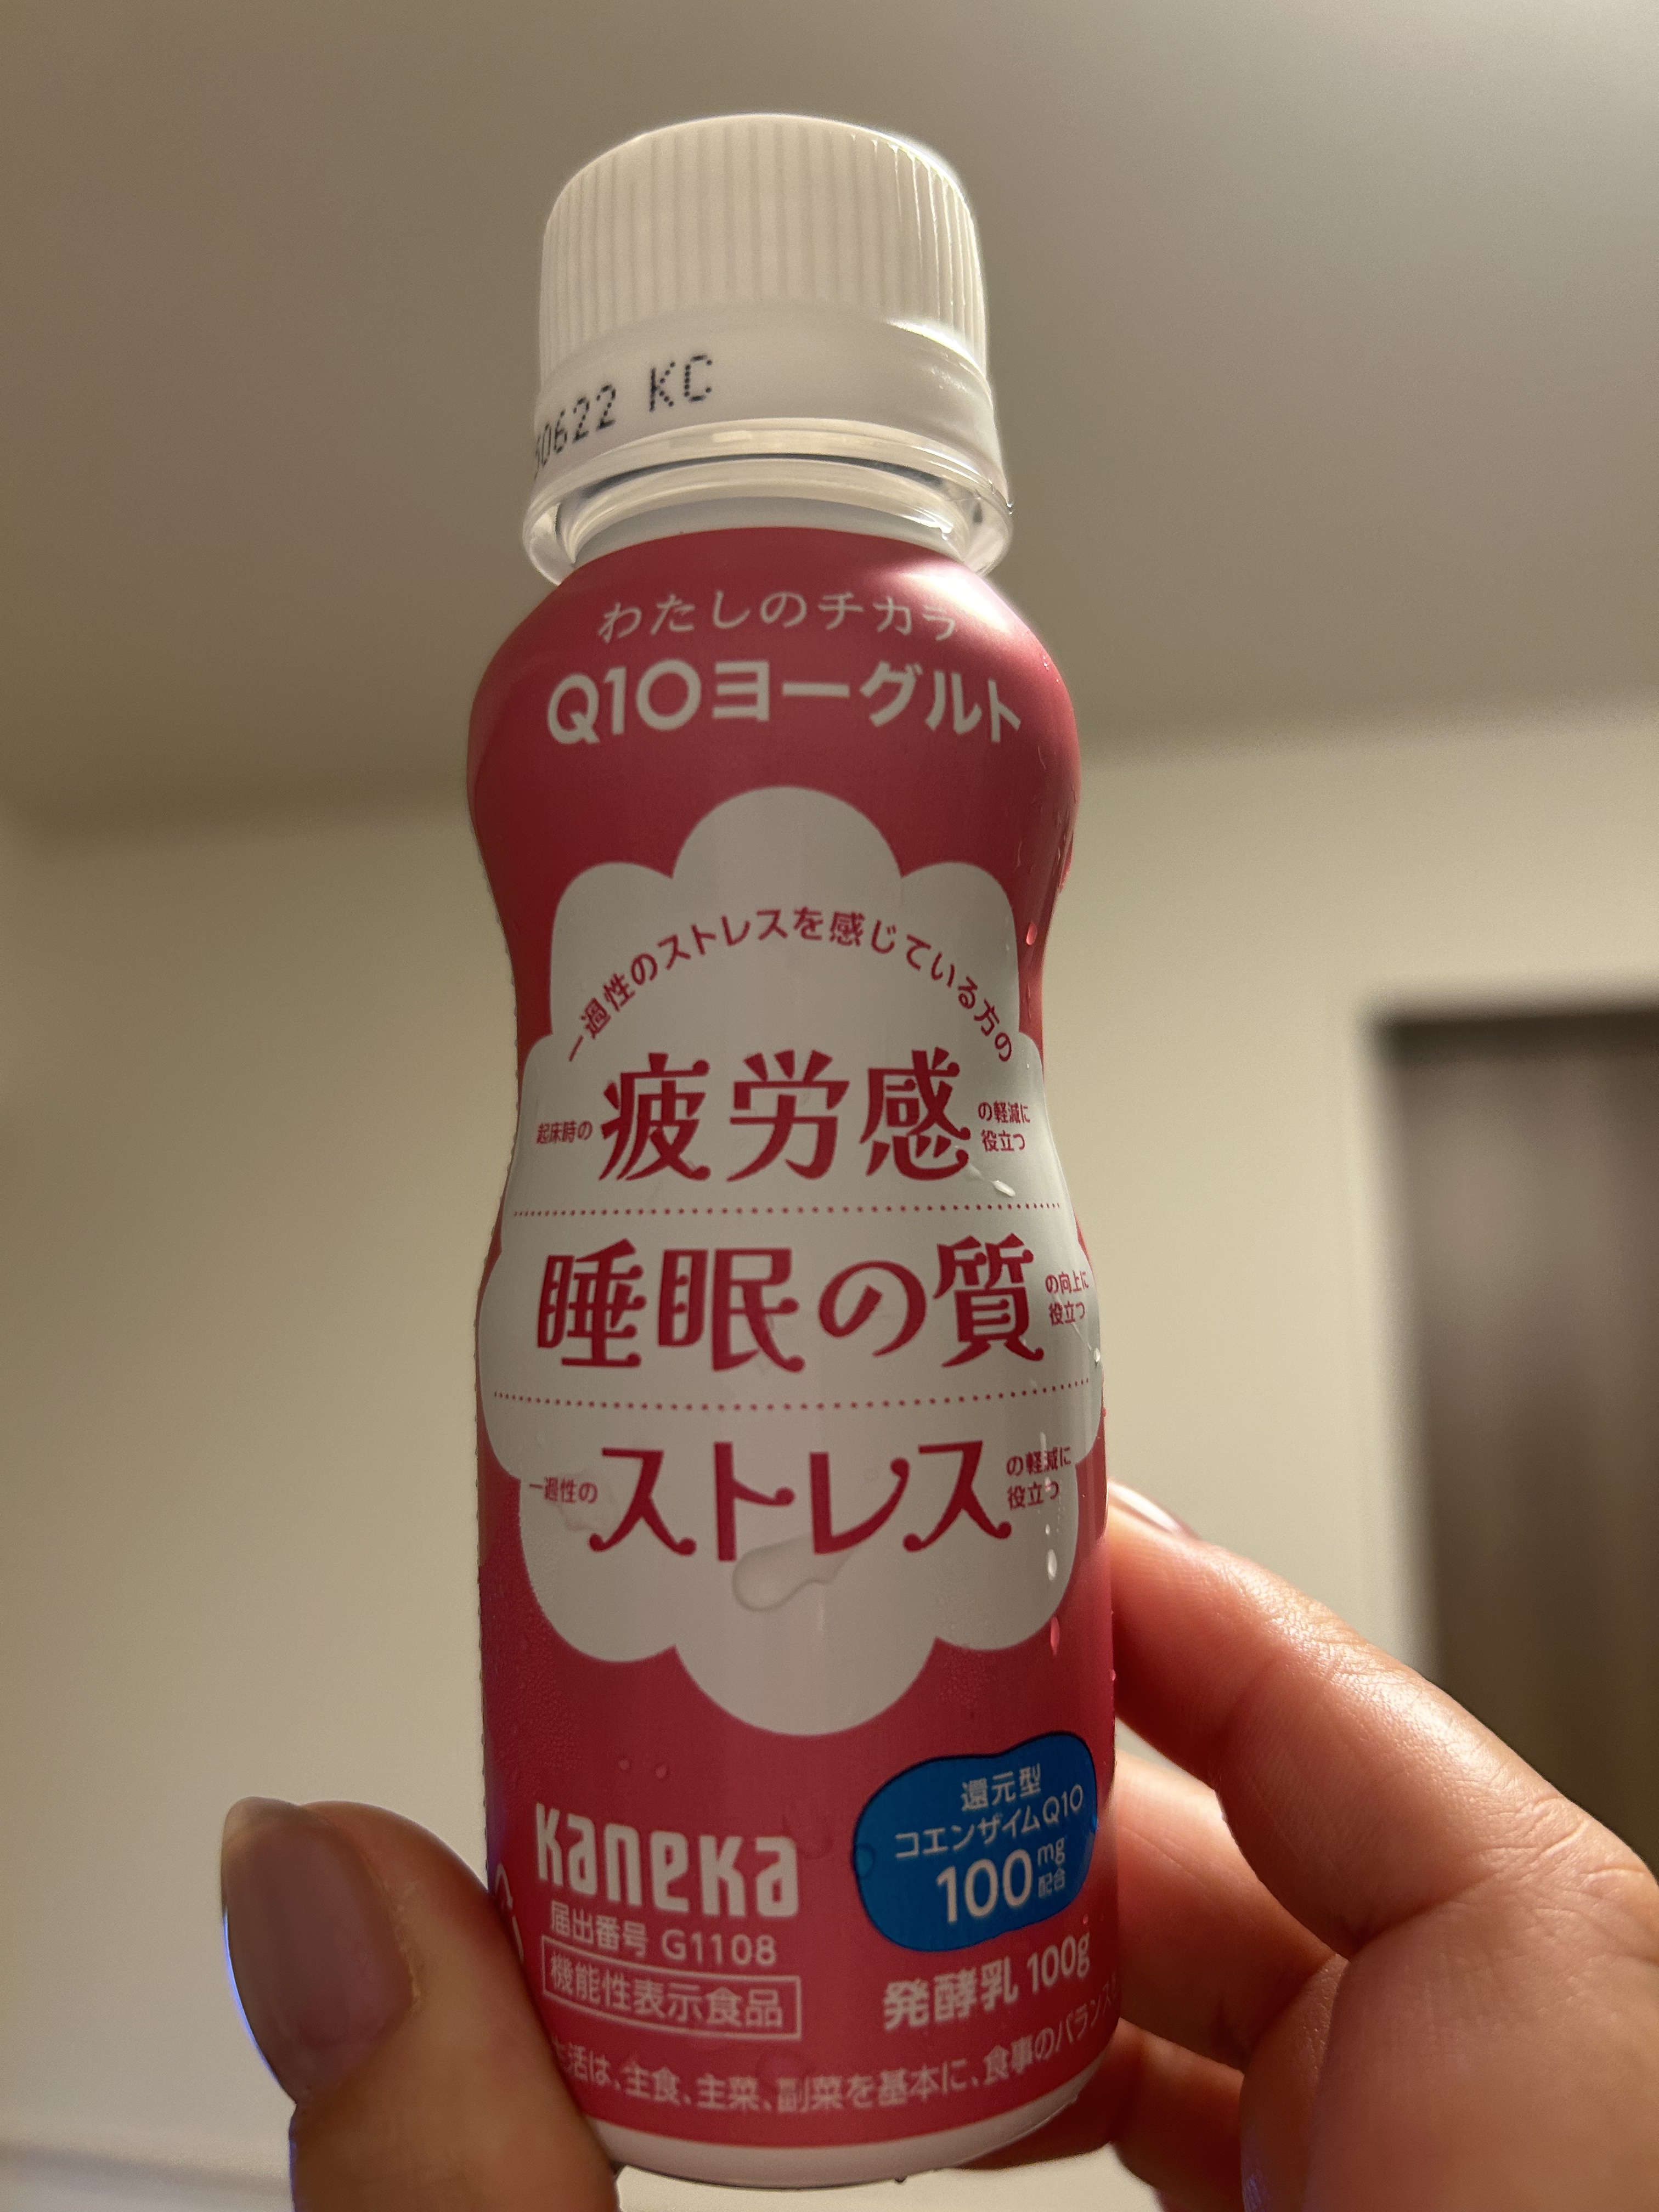 0622 KC
わたしのチカラ
Q10ヨーグルト
一過性のストレスを感じている方の
起床時の 疲労感 の軽減に役立つ
睡眠の質 の向上に役立つ
一過性の ストレス の軽減に役立つ
還元型
コエンザイムQ10
100mg配合
kaneka
届出番号 G1108
機能性表示食品
発酵乳 100g
活は、主食、主菜、副菜を基本に、食事のバランス